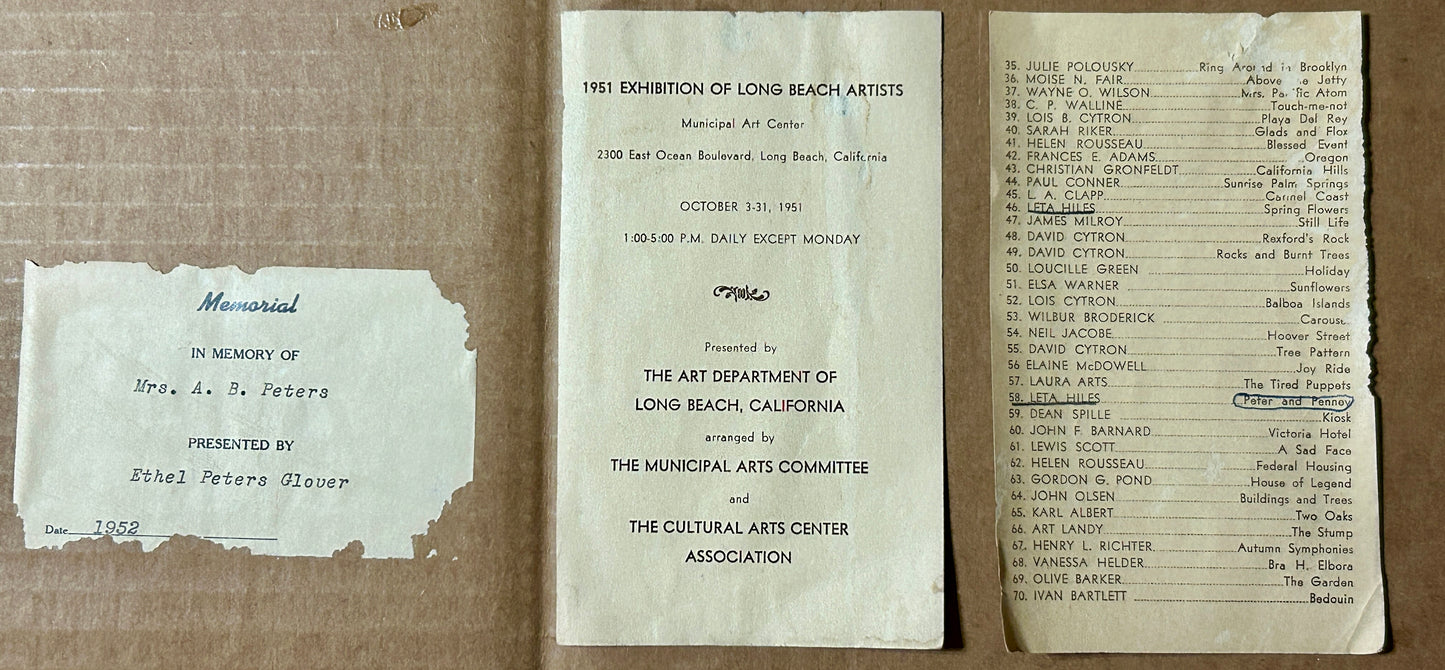 Memorial
IN MEMORY OF
Mrs. A. B. Peters
PRESENTED BY
Ethel Peters Glover
Date 1952
1951 EXHIBITION OF LONG BEACH ARTISTS
Municipal Art Center
2300 East Ocean Boulevard, Long Beach, California
OCTOBER 3-31, 1951
1:00-5:00 P.M. DAILY EXCEPT MONDAY
Presented by
THE ART DEPARTMENT OF
LONG BEACH, CALIFORNIA
arranged by
THE MUNICIPAL ARTS COMMITTEE
and
THE CULTURAL ARTS CENTER
ASSOCIATION
35. JULIE POLOUSKY Ring Around in Brooklyn
36. MOISE N. FAIR Above Jetty
37. WAYNE O. WILSON Mrs. Atom
38. C. P. WALLINE Touch-me-not
39. LOIS B. CYTRON Playa Del Rey
40. SARAH RIKER Glads and Flox
41. HELEN ROUSSEAU Blessed Event
42. FRANCES E. ADAMS Oregon
43. CHRISTIAN GRONFELDT California Hills
44. PAUL CONNER Sunrise Palm Springs
45. L. A. CLAPP Carmel Coast
46. LETA HILES Spring Flowers
47. JAMES MILROY Still Life
48. DAVID CYTRON Rexford's Rock
49. DAVID CYTRON Rocks and Burnt Trees
50. LOUCILLE GREEN Holiday
51. ELSA WARNER Sunflowers
52. LOIS CYTRON Balboa Islands
53. WILBUR BRODERICK
54. NEIL JACOBE Hoover Street
55. DAVID CYTRON Tree Pattern
56 ELAINE McDOWELL Joy Ride
57. LAURA ARTS The Tired Puppets
58. LETA HILES Peter and Penney
59. DEAN SPILLE Kiosk
60. JOHN F. BARNARD Victoria Hotel
61. LEWIS SCOTT A Sad Face
62. HELEN ROUSSEAU Federal Housing
63. GORDON G. POND House of Legend
64. JOHN OLSEN Buildings and Trees
65. KARL ALBERT Two Oaks
66. ART LANDY The Stump
67. HENRY L. RICHTER Autumn Symphonies
68. VANESSA HELDER Bra H. Elbora
69. OLIVE BARKER The Garden
70. IVAN BARTLETT Bedouin